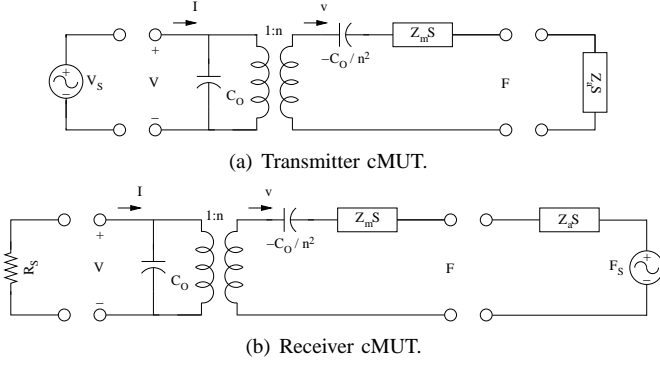 I
1:n
v
−C_O/n²
Z_mS
V_S
+
V
−
C_O
F
Z_aS
(a) Transmitter cMUT.
I
1:n
v
−C_O/n²
Z_mS
Z_aS
R_S
+
V
−
C_O
F
F_S
+
−
(b) Receiver cMUT.